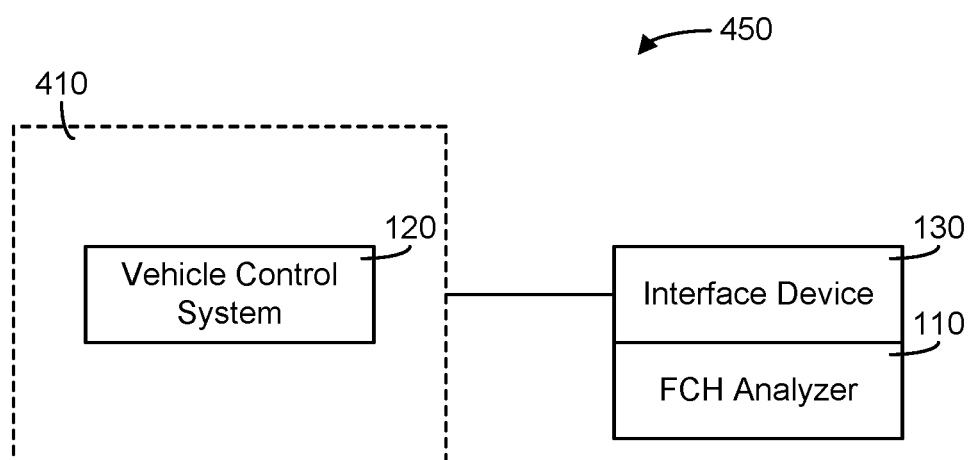 450
410
120
Vehicle Control
System
130
Interface Device
110
FCH Analyzer